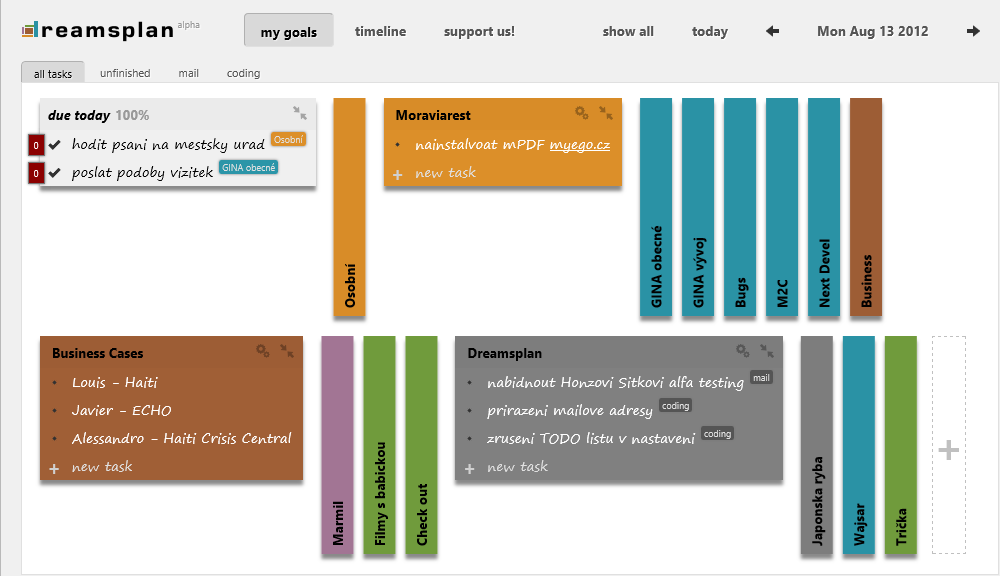 dreamsplan alpha
my goals timeline support us! show all today Mon Aug 13 2012
all tasks unfinished mail coding
due today 100%
0 hodit psani na mestsky urad Osobní
0 poslat podoby vizitek GINA obecné
Osobní
Moraviarest
nainstalvoat mPDF myego.cz
+ new task
GINA obecné
GINA vývoj
Bugs
M2C
Next Devel
Business
Business Cases
Louis - Haiti
Javier - ECHO
Alessandro - Haiti Crisis Central
+ new task
Marmil
Filmy s babickou
Check out
Dreamsplan
nabidnout Honzovi Sitkovi alfa testing mail
prirazeni mailove adresy coding
zruseni TODO listu v nastaveni coding
+ new task
Japonska ryba
Wajsar
Trička
+